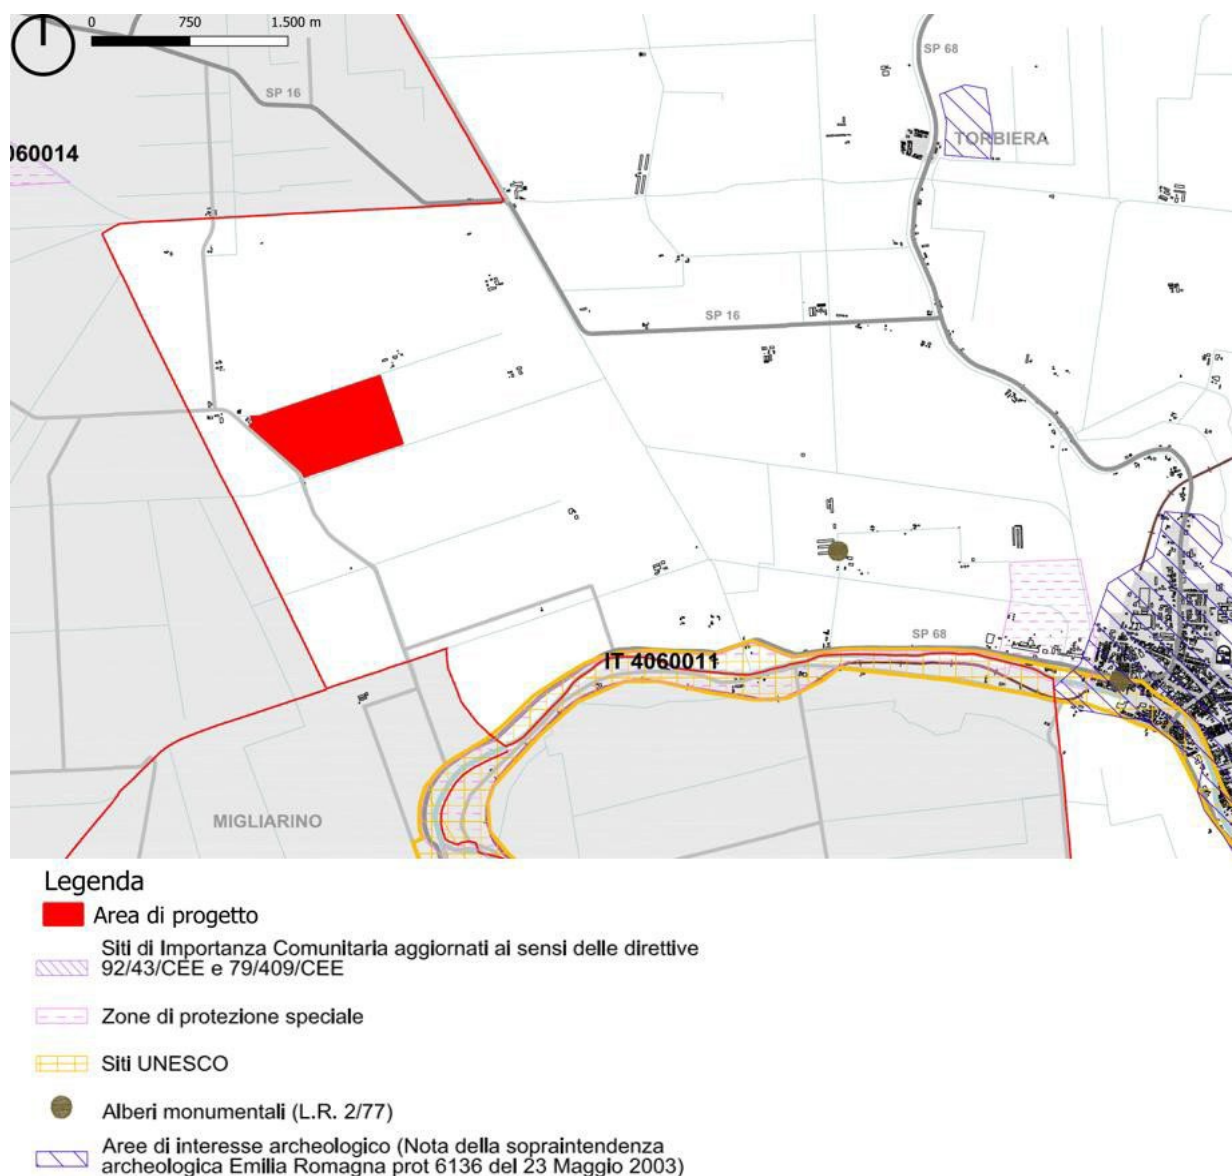 0 750 1.500 m
SP 68
SP 16
TORBIERA
060014
SP 16
SP 68
IT 4060011
MIGLIARINO
Legenda
Area di progetto
Siti di Importanza Comunitaria aggiornati ai sensi delle direttive
92/43/CEE e 79/409/CEE
Zone di protezione speciale
Siti UNESCO
Alberi monumentali (L.R. 2/77)
Aree di interesse archeologico (Nota della sopraintendenza
archeologica Emilia Romagna prot 6136 del 23 Maggio 2003)